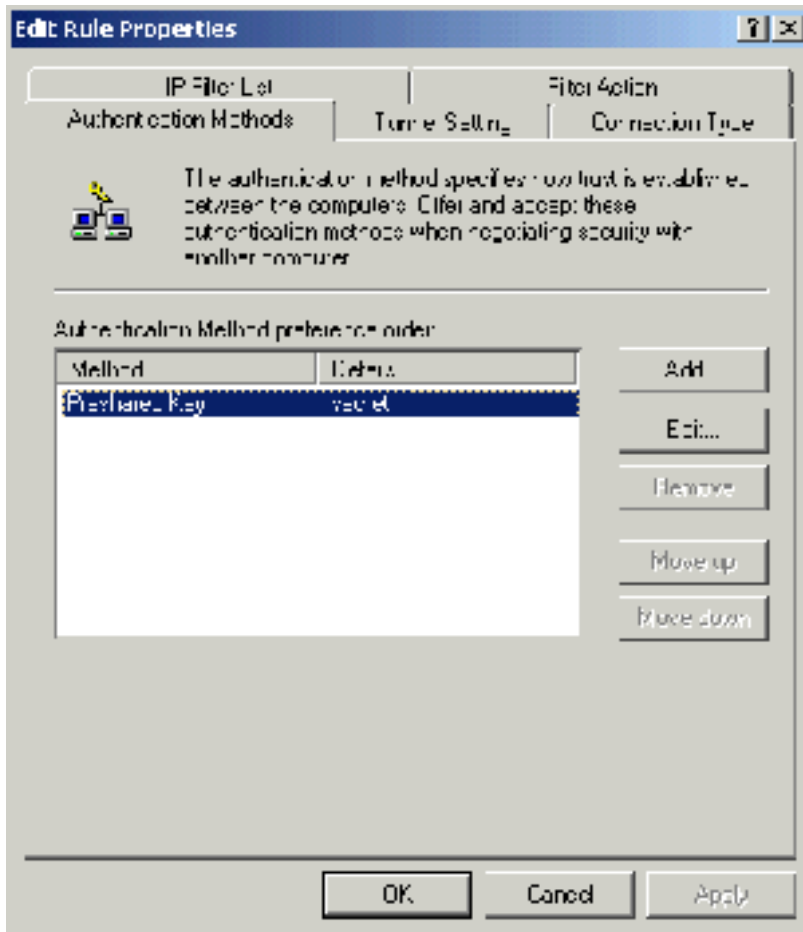 Edit Rule Properties
IP Filter List
Filter Action
Authentication Methods
Tunnel Setting
Connection Type
The authentication method specifies how trust is established
between the computers. Offer and accept these
authentication methods when negotiating security with
another computer.
Authentication Method preference order:
Method
Details
Preshared Key
secret
Add
Edit...
Remove
Move up
Move down
OK
Cancel
Apply